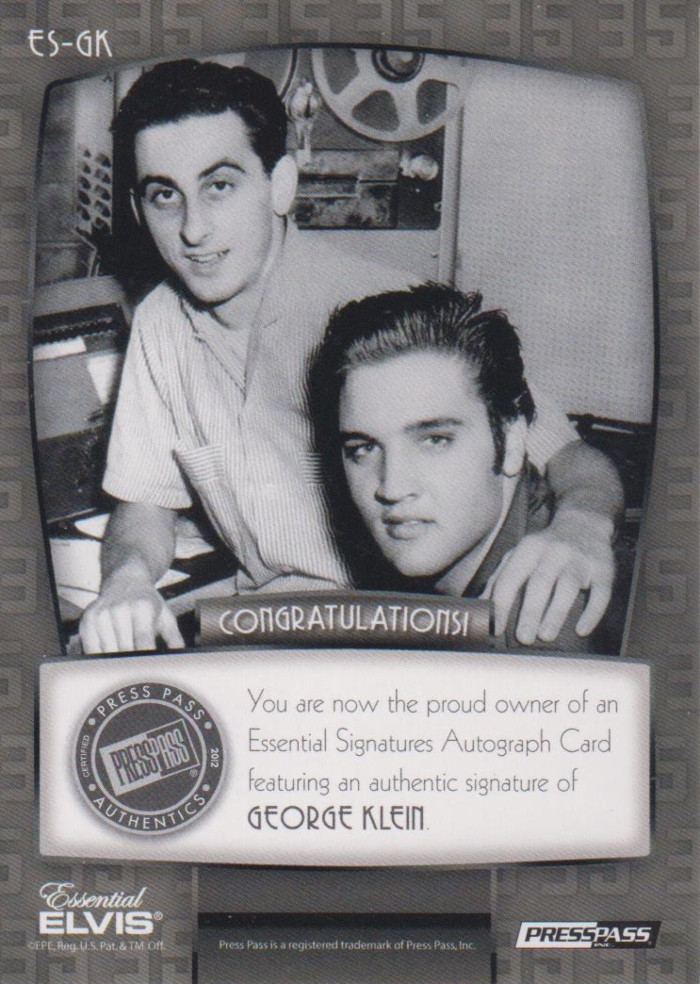 ES-GK
CONGRATULATIONS!
PRESS PASS
CERTIFIED
PRESS PASS
2012
AUTHENTICS
You are now the proud owner of an
Essential Signatures Autograph Card
featuring an authentic signature of
GEORGE KLEIN.
Essential
ELVIS®
©EPE, Reg. U.S. Pat. & TM Off.
Press Pass is a registered trademark of Press Pass, Inc.
PRESSPASS